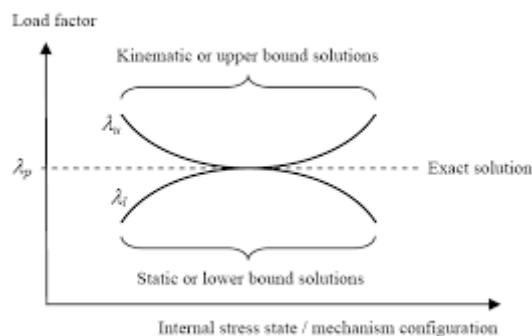 Load factor
Kinematic or upper bound solutions
λu
λp
Exact solution
λl
Static or lower bound solutions
Internal stress state / mechanism configuration